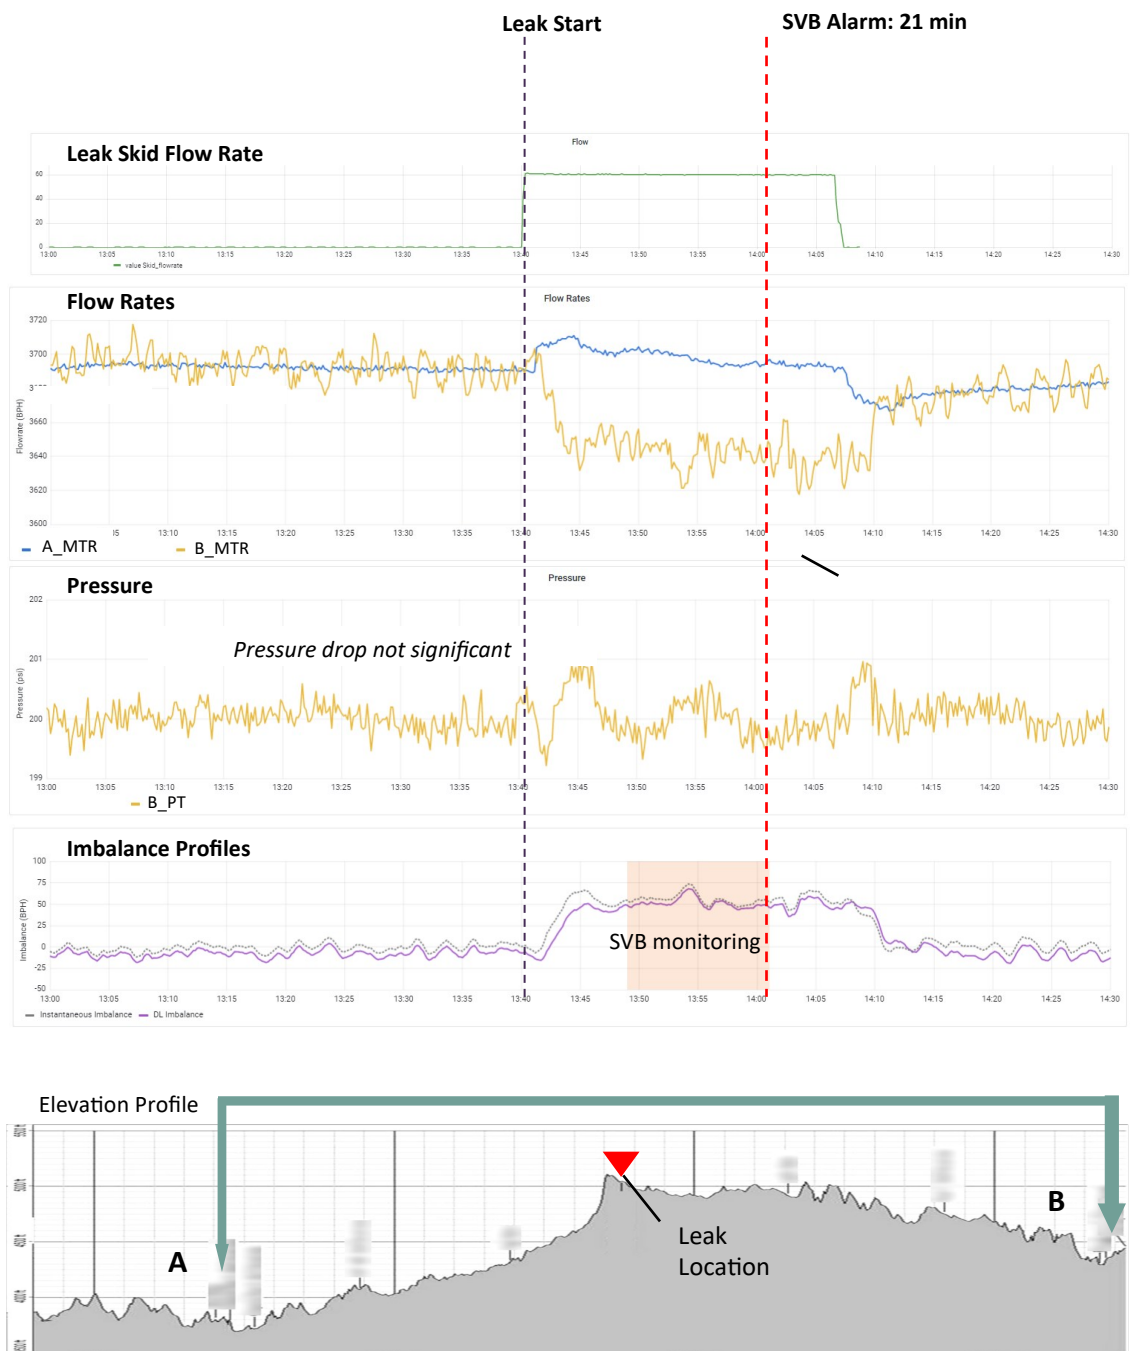 Leak Start
SVB Alarm: 21 min
Flow
Leak Skid Flow Rate
60
40
20
0
13:00 13:05 13:10 13:15 13:20 13:25 13:30 13:35 13:40 13:45 13:50 13:55 14:00 14:05 14:10 14:15 14:20 14:25 14:30
value Skid_flowrate
Flow Rates
Flow Rates
3720
3700
3660
3640
3620
3600
Flowrate (BPH)
13:10 13:15 13:20 13:25 13:30 13:35 13:40 13:45 13:50 13:55 14:00 14:05 14:10 14:15 14:20 14:25 14:30
A_MTR B_MTR
Pressure
Pressure
202
201
200
199
Pressure (psi)
Pressure drop not significant
13:00 13:05 13:10 13:15 13:20 13:25 13:30 13:35 13:40 13:45 13:50 13:55 14:00 14:05 14:10 14:15 14:20 14:25 14:30
B_PT
Imbalance Profiles
100
75
50
25
0
-25
-50
Imbalance (BPH)
SVB monitoring
13:00 13:05 13:10 13:15 13:20 13:25 13:30 13:35 13:40 13:45 13:50 13:55 14:00 14:05 14:10 14:15 14:20 14:25 14:30
Instantaneous Imbalance DL Imbalance
Elevation Profile
A
B
Leak
Location